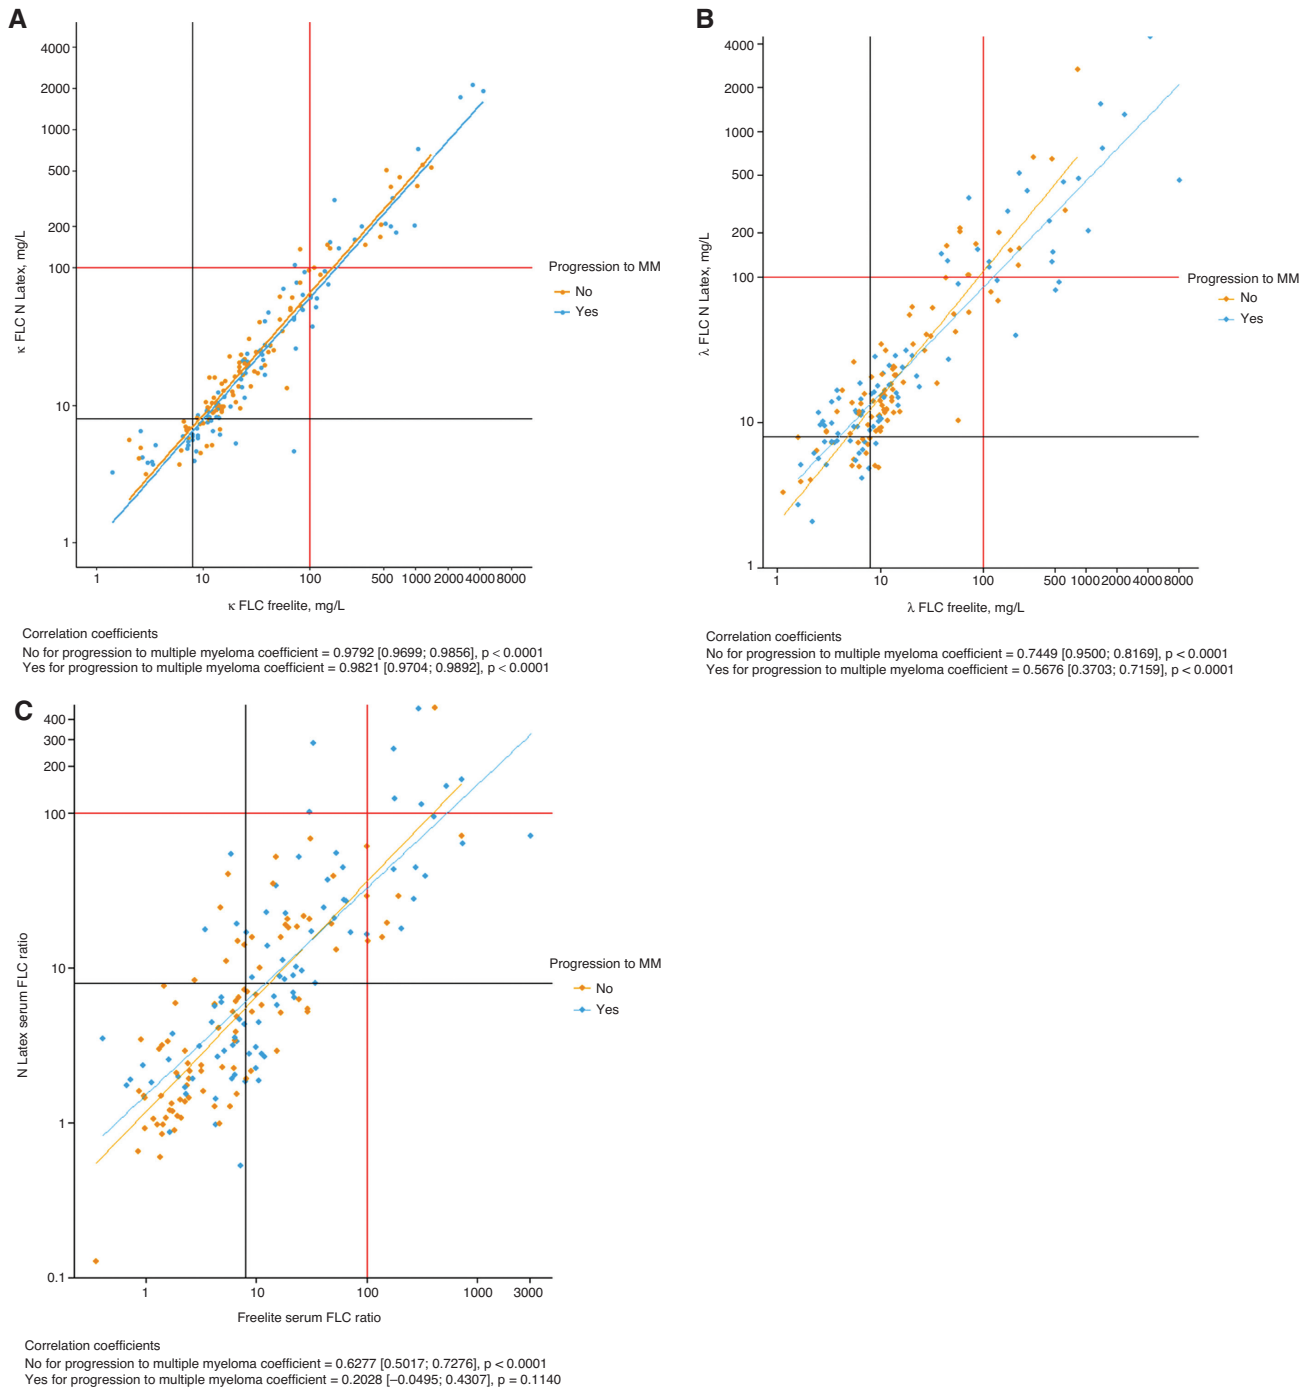 A
κ FLC N Latex, mg/L
4000
2000
1000
500
200
100
10
1
1 10 100 500 1000 2000 4000 8000
κ FLC freelite, mg/L
Progression to MM
No
Yes
Correlation coefficients
No for progression to multiple myeloma coefficient = 0.9792 [0.9699; 0.9856], p < 0.0001
Yes for progression to multiple myeloma coefficient = 0.9821 [0.9704; 0.9892], p < 0.0001
B
λ FLC N Latex, mg/L
4000
2000
1000
500
200
100
10
1
1 10 100 500 1000 2000 4000 8000
λ FLC freelite, mg/L
Progression to MM
No
Yes
Correlation coefficients
No for progression to multiple myeloma coefficient = 0.7449 [0.9500; 0.8169], p < 0.0001
Yes for progression to multiple myeloma coefficient = 0.5676 [0.3703; 0.7159], p < 0.0001
C
N Latex serum FLC ratio
400
300
200
100
10
1
0.1
1 10 100 1000 3000
Freelite serum FLC ratio
Progression to MM
No
Yes
Correlation coefficients
No for progression to multiple myeloma coefficient = 0.6277 [0.5017; 0.7276], p < 0.0001
Yes for progression to multiple myeloma coefficient = 0.2028 [−0.0495; 0.4307], p = 0.1140